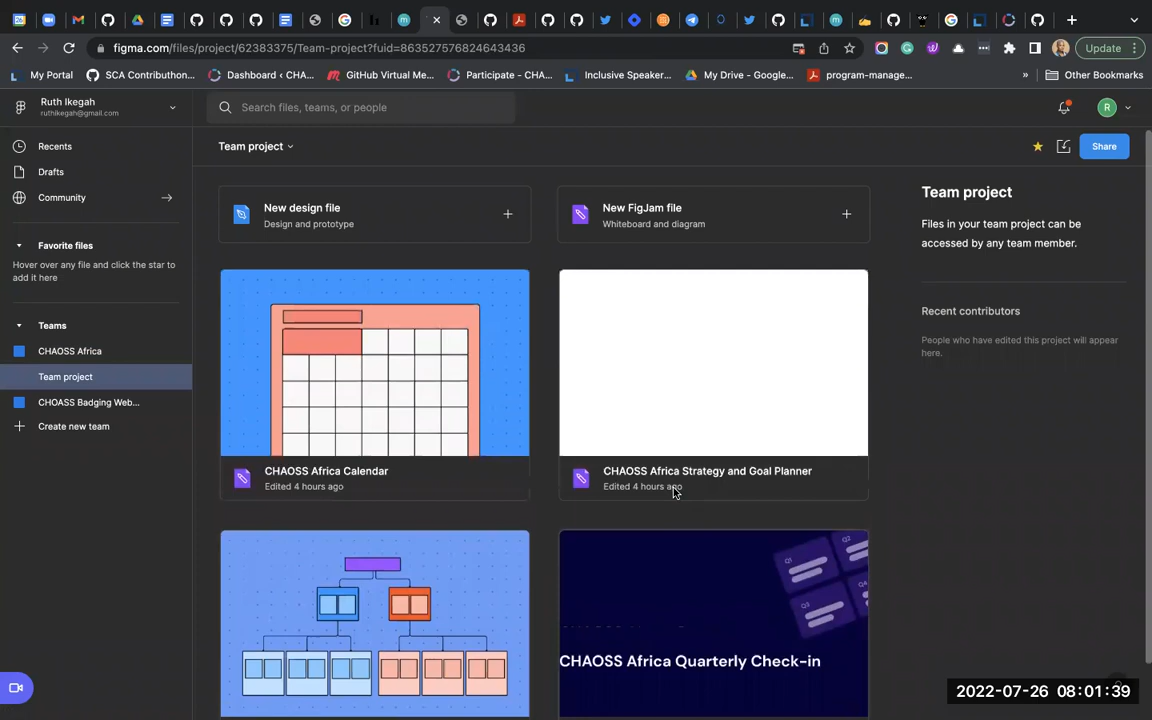 figma.com/files/project/62383375/Team-project?fuid=863527576824643436
Update
My Portal
SCA Contributhon...
Dashboard ‹ CHA...
GitHub Virtual Me...
Participate - CHA...
Inclusive Speaker...
My Drive - Google...
program-manage...
»
Other Bookmarks
Ruth Ikegah
ruthikegah@gmail.com
Search files, teams, or people
R
Recents
Drafts
Community
Favorite files
Hover over any file and click the star to
add it here
Teams
CHAOSS Africa
Team project
CHOASS Badging Web...
Create new team
Team project
Share
New design file
Design and prototype
New FigJam file
Whiteboard and diagram
CHAOSS Africa Calendar
Edited 4 hours ago
CHAOSS Africa Strategy and Goal Planner
Edited 4 hours ago
Q1
Q2
Q3
CHAOSS Africa Quarterly Check-in
Team project
Files in your team project can be
accessed by any team member.
Recent contributors
People who have edited this project will appear
here.
2022-07-26 08:01:39